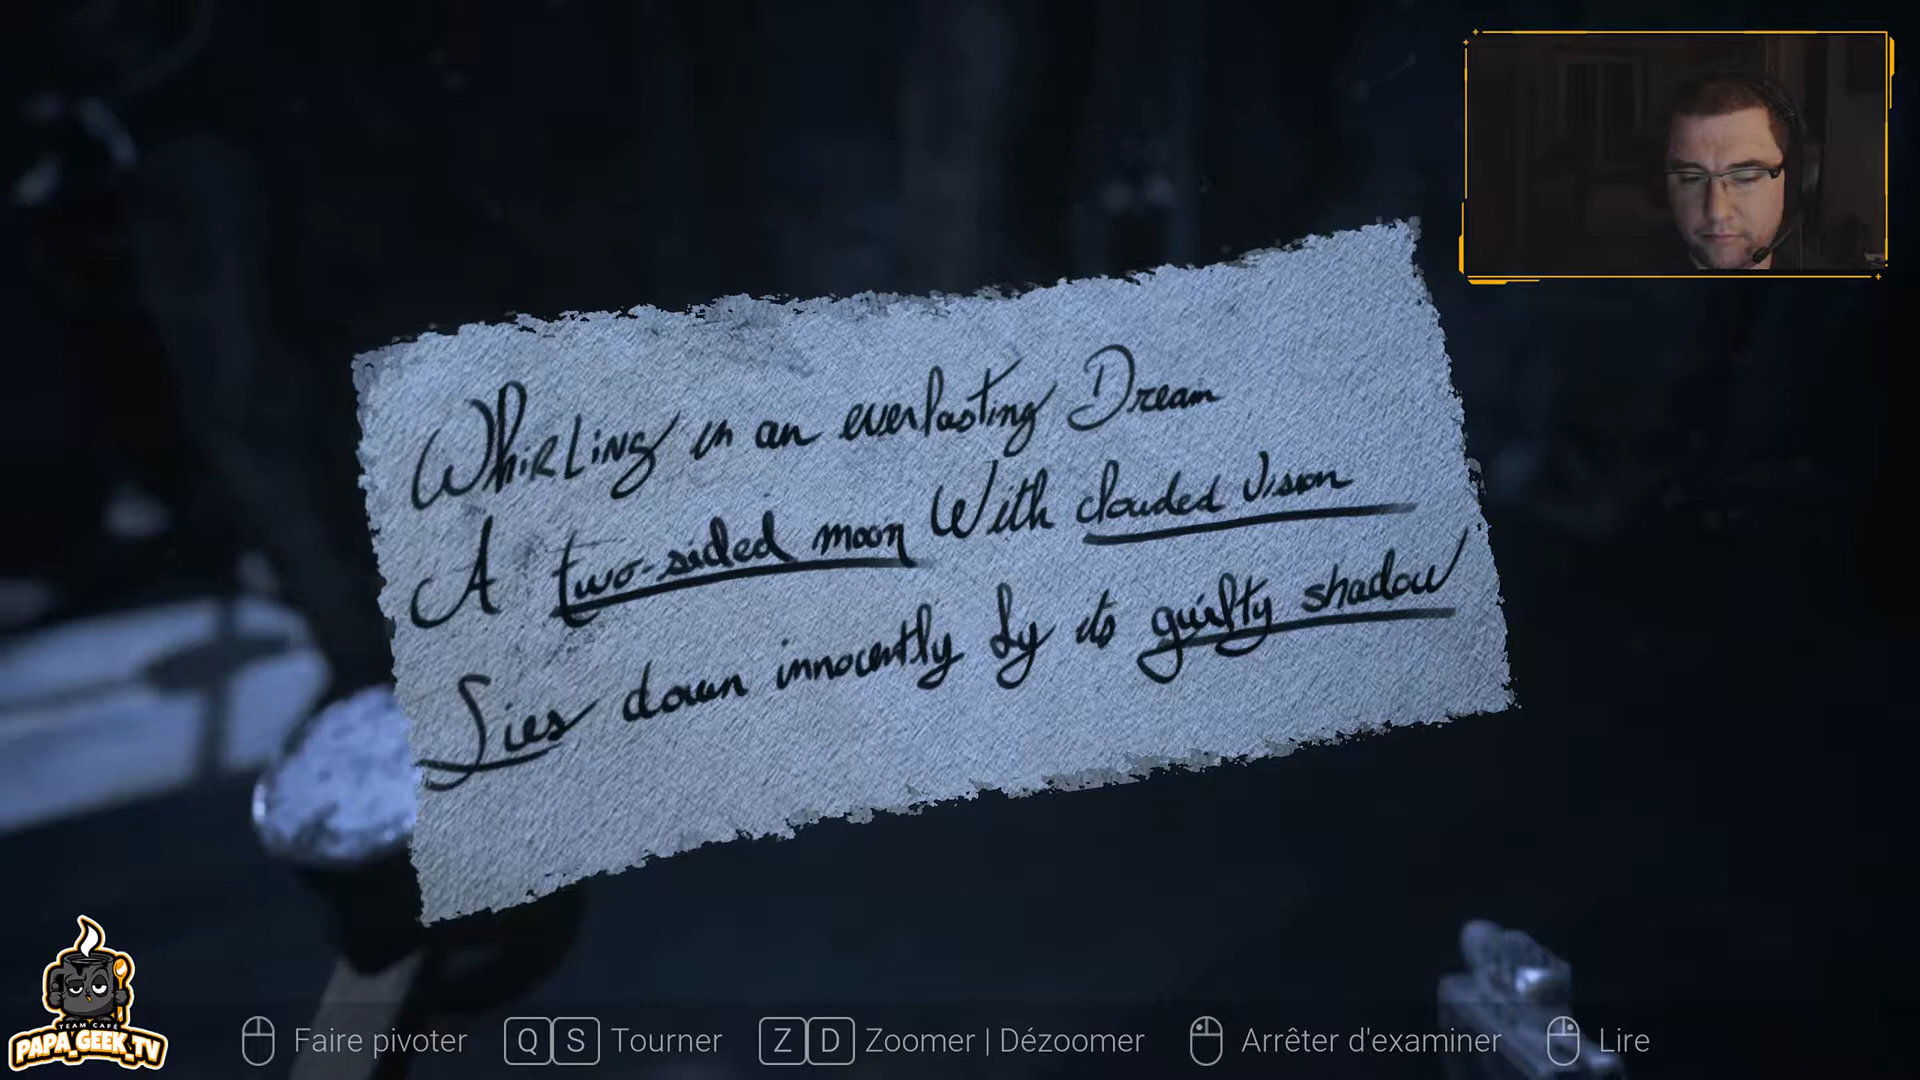 Whirling in an everlasting Dream
A two-sided moon With clouded vision
Lies down innocently by its guilty shadow
TEAM CAFÉ
PAPA_GEEK_TV
Faire pivoter Q S Tourner Z D Zoomer | Dézoomer Arrêter d'examiner Lire